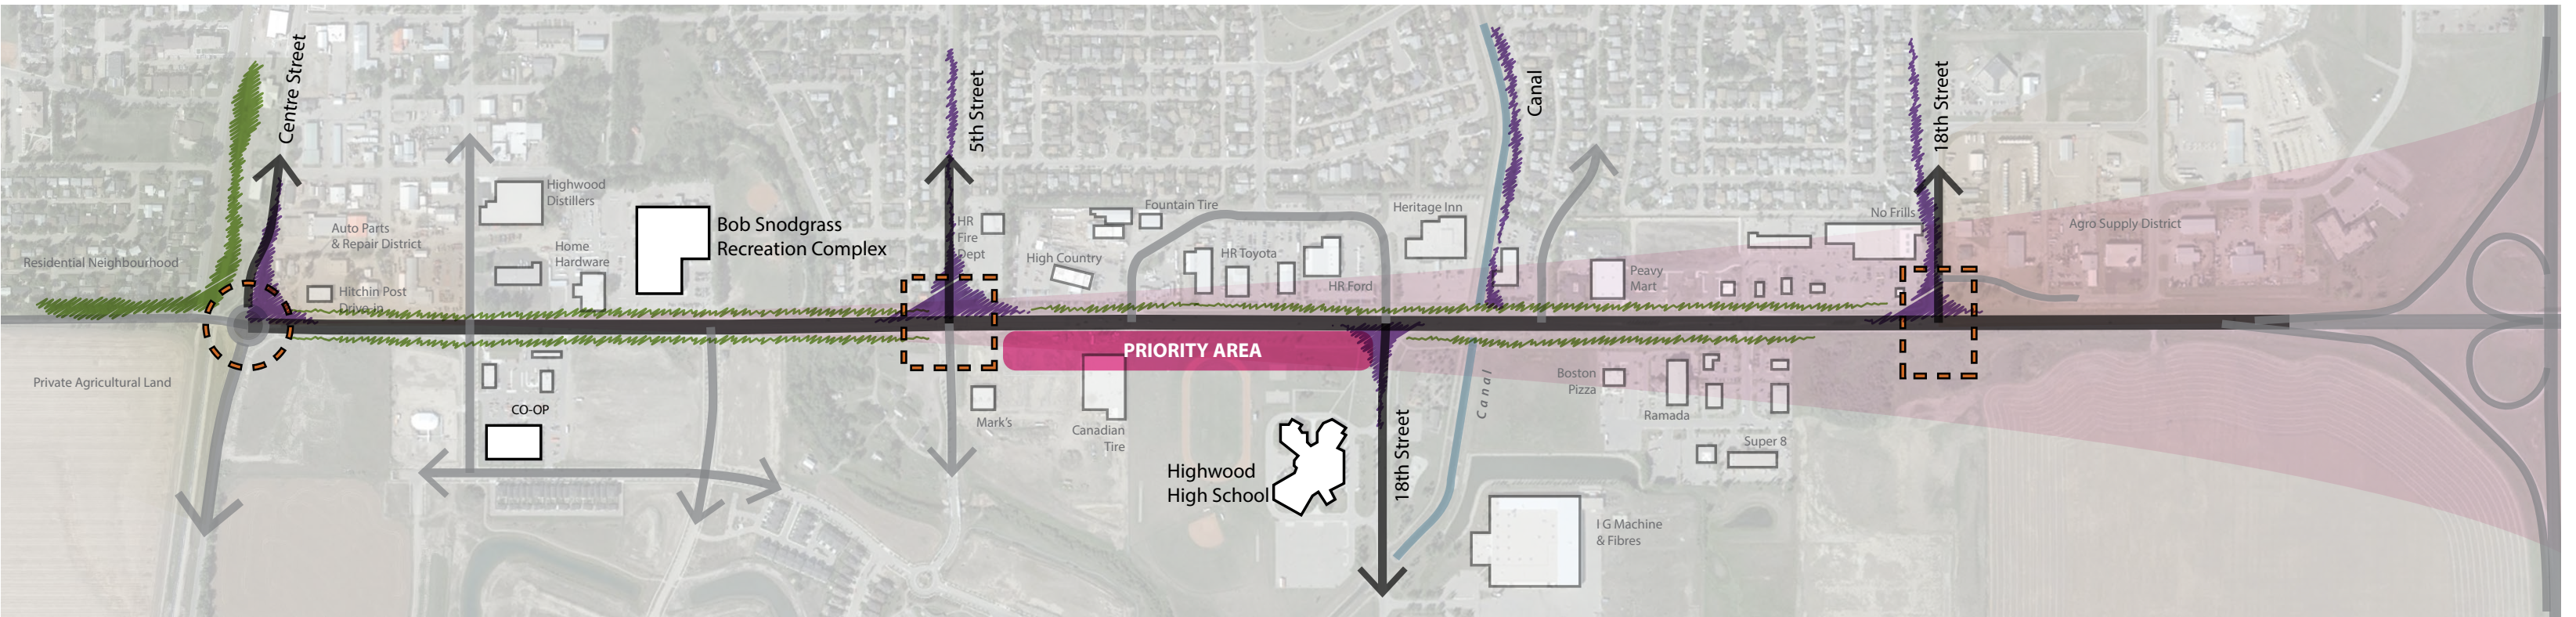 Centre Street
5th Street
Canal
18th Street
Highwood
Distillers
Auto Parts
& Repair District
Home
Hardware
Bob Snodgrass
Recreation Complex
HR
Fire
Dept
Fountain Tire
Heritage Inn
No Frills
Agro Supply District
Residential Neighbourhood
Hitchin Post
Drive-in
High Country
HR Toyota
HR Ford
Peavy
Mart
PRIORITY AREA
Private Agricultural Land
CO-OP
Mark's
Canadian
Tire
Highwood
High School
18th Street
Canal
Boston
Pizza
Ramada
Super 8
I G Machine
& Fibres